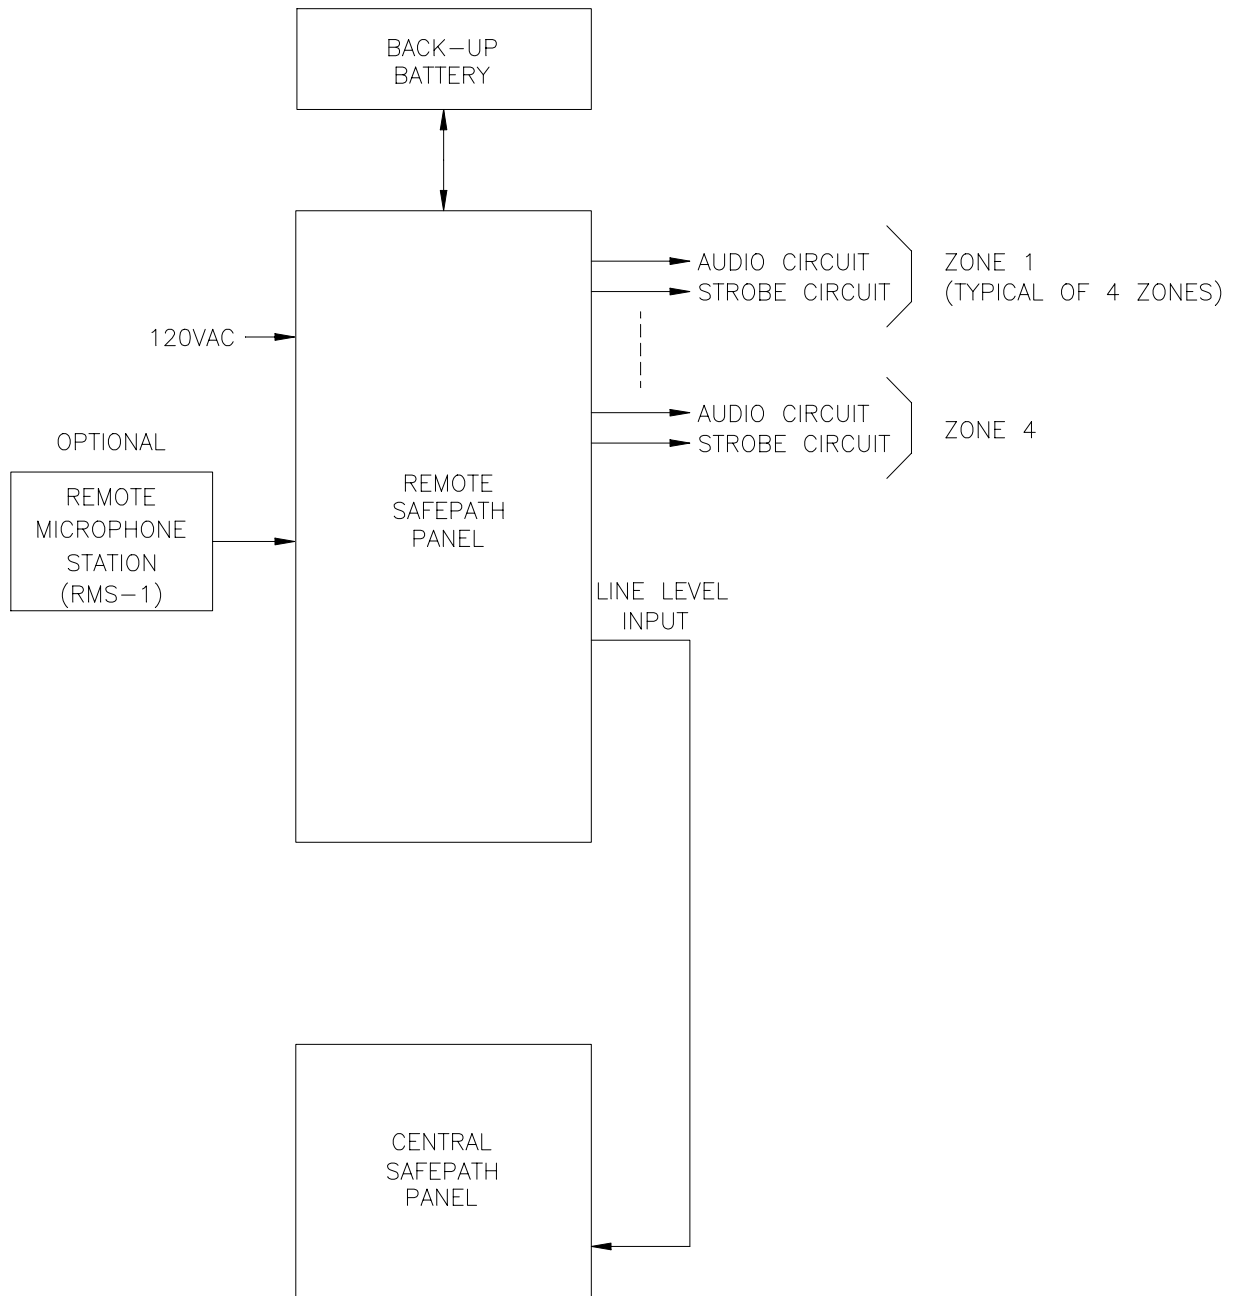 BACK-UP
BATTERY
AUDIO CIRCUIT
STROBE CIRCUIT
ZONE 1
(TYPICAL OF 4 ZONES)
120VAC
AUDIO CIRCUIT
STROBE CIRCUIT
ZONE 4
OPTIONAL
REMOTE
MICROPHONE
STATION
(RMS-1)
REMOTE
SAFEPATH
PANEL
LINE LEVEL
INPUT
CENTRAL
SAFEPATH
PANEL